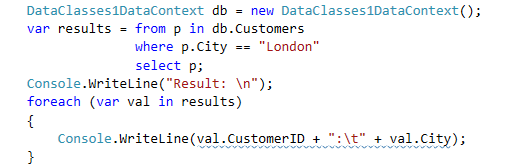 DataClasses1DataContext db = new DataClasses1DataContext();
var results = from p in db.Customers
              where p.City == "London"
              select p;
Console.WriteLine("Result: \n");
foreach (var val in results)
{
    Console.WriteLine(val.CustomerID + ":\t" + val.City);
}